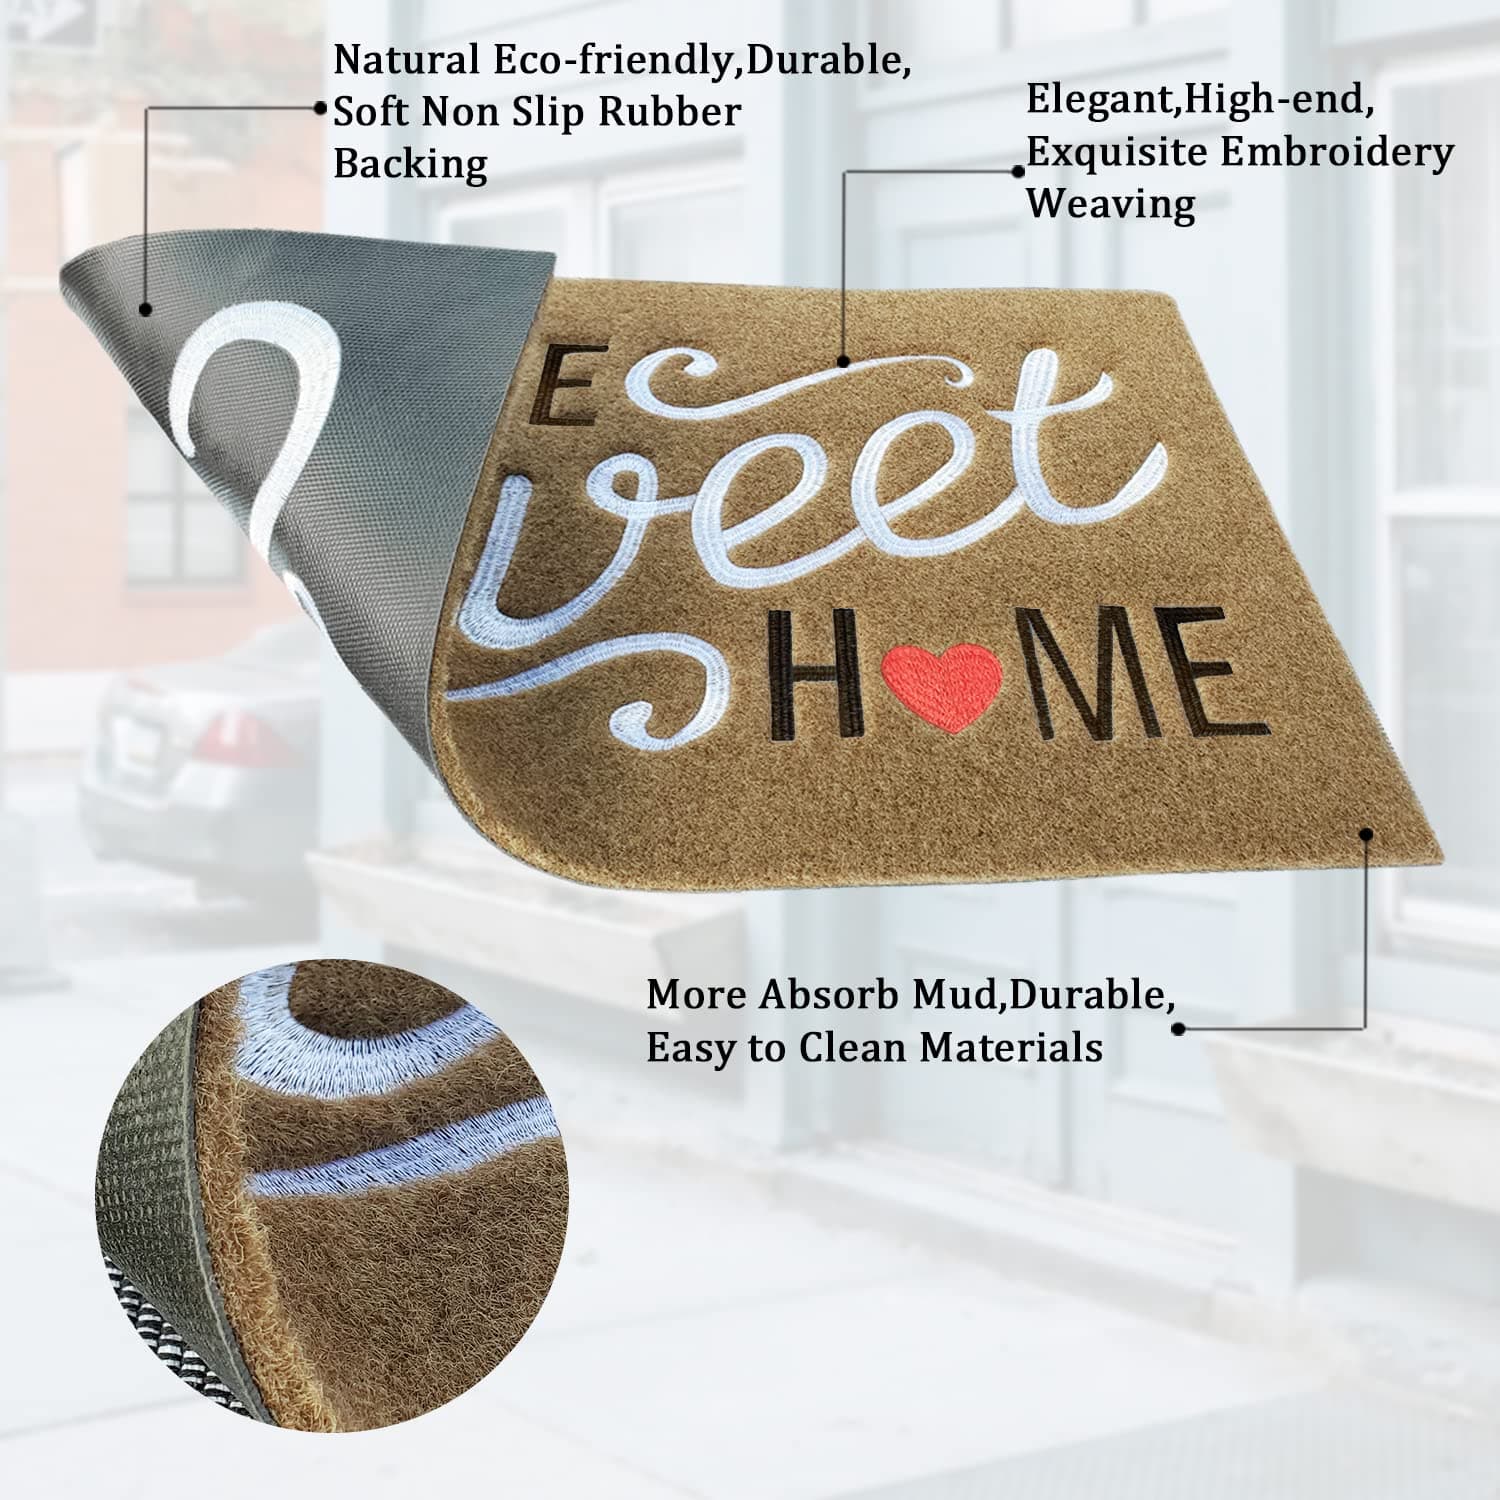 Natural Eco-friendly,Durable,
Soft Non Slip Rubber
Backing
Elegant,High-end,
Exquisite Embroidery
Weaving
E
weet
H ME
More Absorb Mud,Durable,
Easy to Clean Materials